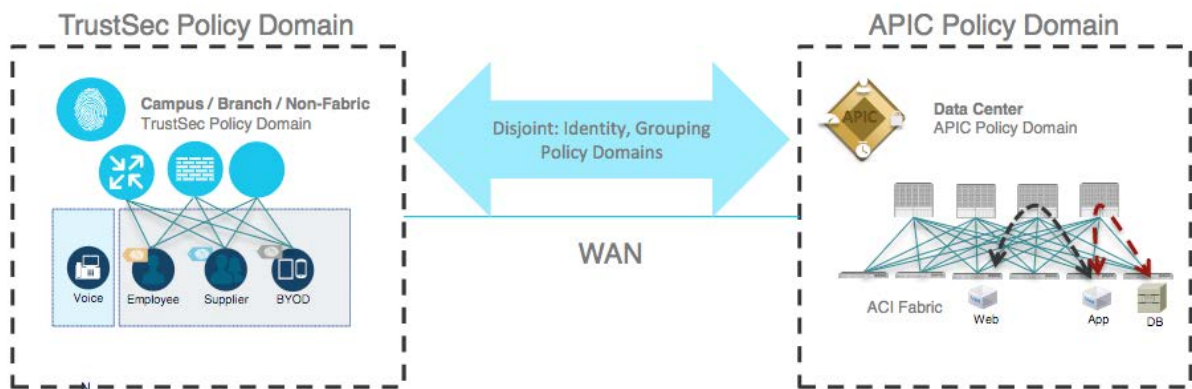 TrustSec Policy Domain
APIC Policy Domain
Campus / Branch / Non-Fabric
TrustSec Policy Domain
Disjoint: Identity, Grouping
Policy Domains
APIC
Data Center
APIC Policy Domain
WAN
Voice
Employee
Supplier
BYOD
ACI Fabric
Web
App
DB